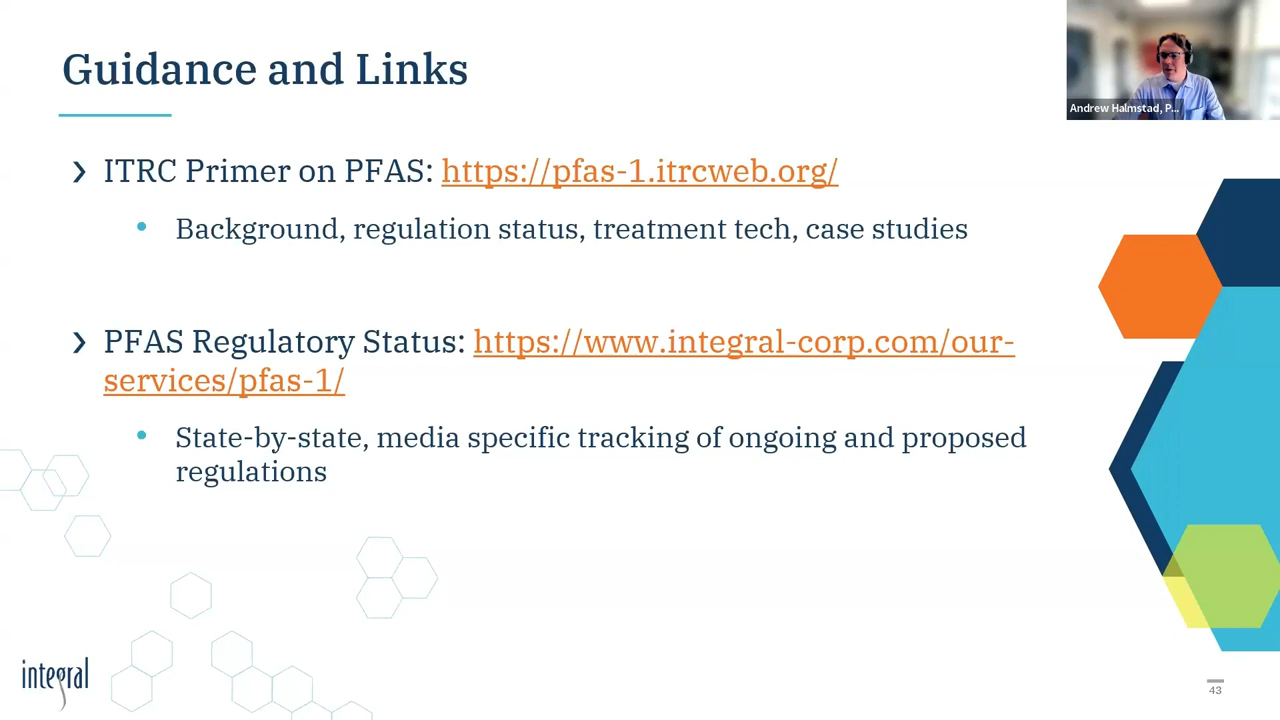 Guidance and Links
Andrew Halmstad, P...
› ITRC Primer on PFAS: https://pfas-1.itrcweb.org/
• Background, regulation status, treatment tech, case studies
› PFAS Regulatory Status: https://www.integral-corp.com/our-
services/pfas-1/
• State-by-state, media specific tracking of ongoing and proposed
regulations
integral
43